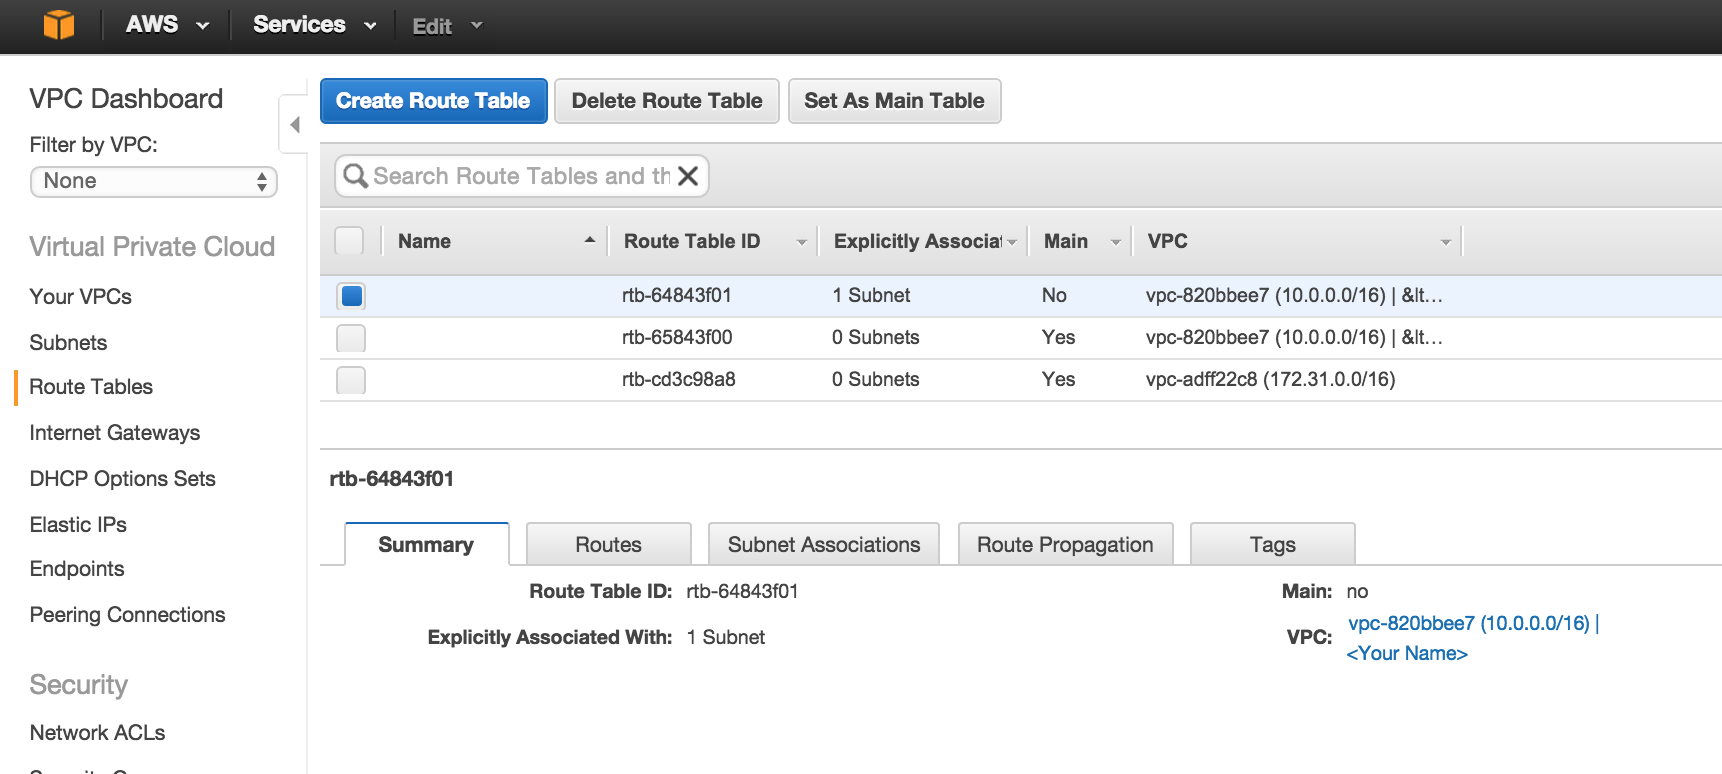 AWS Services Edit
VPC Dashboard
Filter by VPC:
None
Virtual Private Cloud
Your VPCs
Subnets
Route Tables
Internet Gateways
DHCP Options Sets
Elastic IPs
Endpoints
Peering Connections
Security
Network ACLs
Create Route Table Delete Route Table Set As Main Table
Search Route Tables and th
Name Route Table ID Explicitly Associat Main VPC
rtb-64843f01 1 Subnet No vpc-820bbee7 (10.0.0.0/16) | &lt...
rtb-65843f00 0 Subnets Yes vpc-820bbee7 (10.0.0.0/16) | &lt...
rtb-cd3c98a8 0 Subnets Yes vpc-adff22c8 (172.31.0.0/16)
rtb-64843f01
Summary Routes Subnet Associations Route Propagation Tags
Route Table ID: rtb-64843f01 Main: no
Explicitly Associated With: 1 Subnet VPC: vpc-820bbee7 (10.0.0.0/16) |
<Your Name>